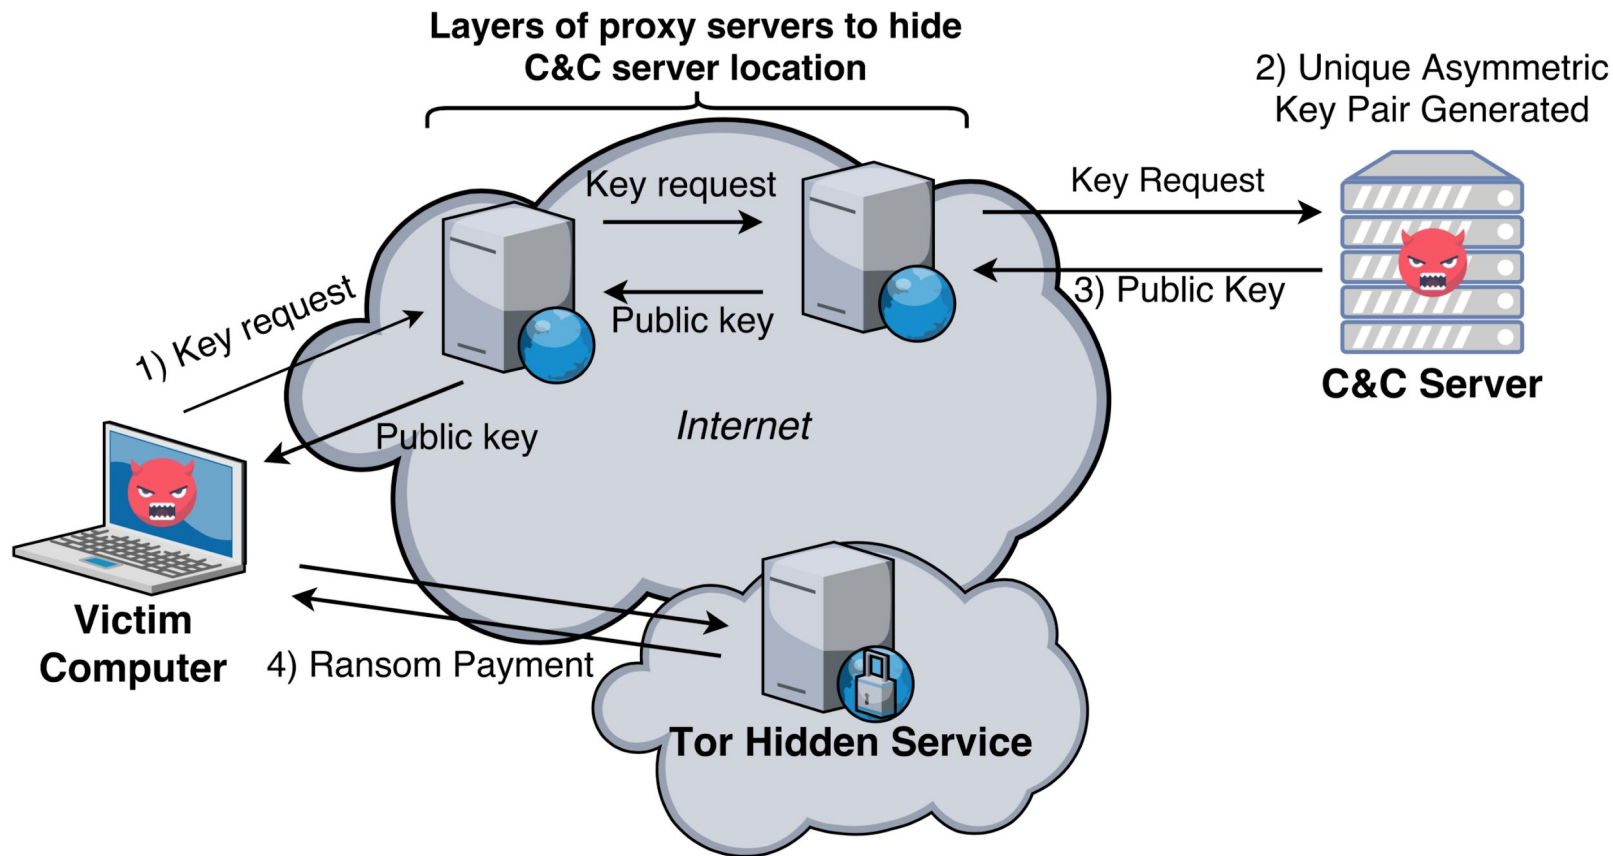 Layers of proxy servers to hide
C&C server location
2) Unique Asymmetric
Key Pair Generated
Key request
Key Request
1) Key request
Public key
3) Public Key
C&C Server
Public key
Internet
Victim
Computer
4) Ransom Payment
Tor Hidden Service